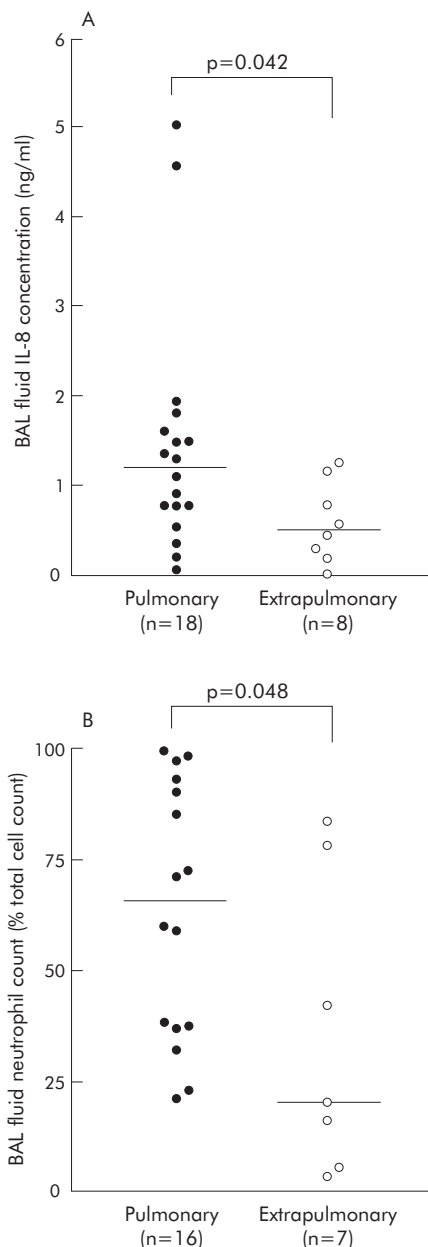 A
p=0.042
BAL fluid IL-8 concentration (ng/ml)
6
5
4
3
2
1
0
Pulmonary
(n=18)
Extrapulmonary
(n=8)
B
p=0.048
BAL fluid neutrophil count (% total cell count)
100
75
50
25
0
Pulmonary
(n=16)
Extrapulmonary
(n=7)